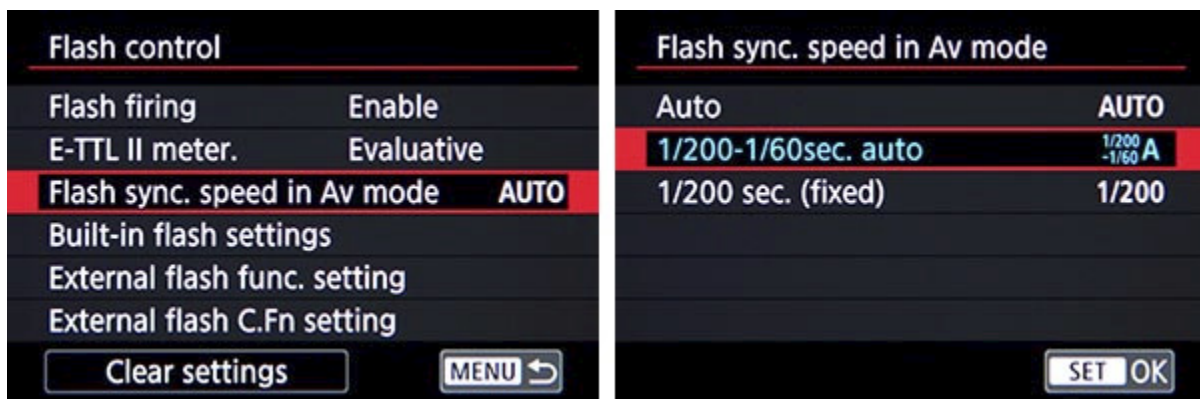 Flash control
Flash firing Enable
E-TTL II meter. Evaluative
Flash sync. speed in Av mode AUTO
Built-in flash settings
External flash func. setting
External flash C.Fn setting
Clear settings MENU
Flash sync. speed in Av mode
Auto AUTO
1/200-1/60sec. auto 1/200 -1/60 A
1/200 sec. (fixed) 1/200
SET OK